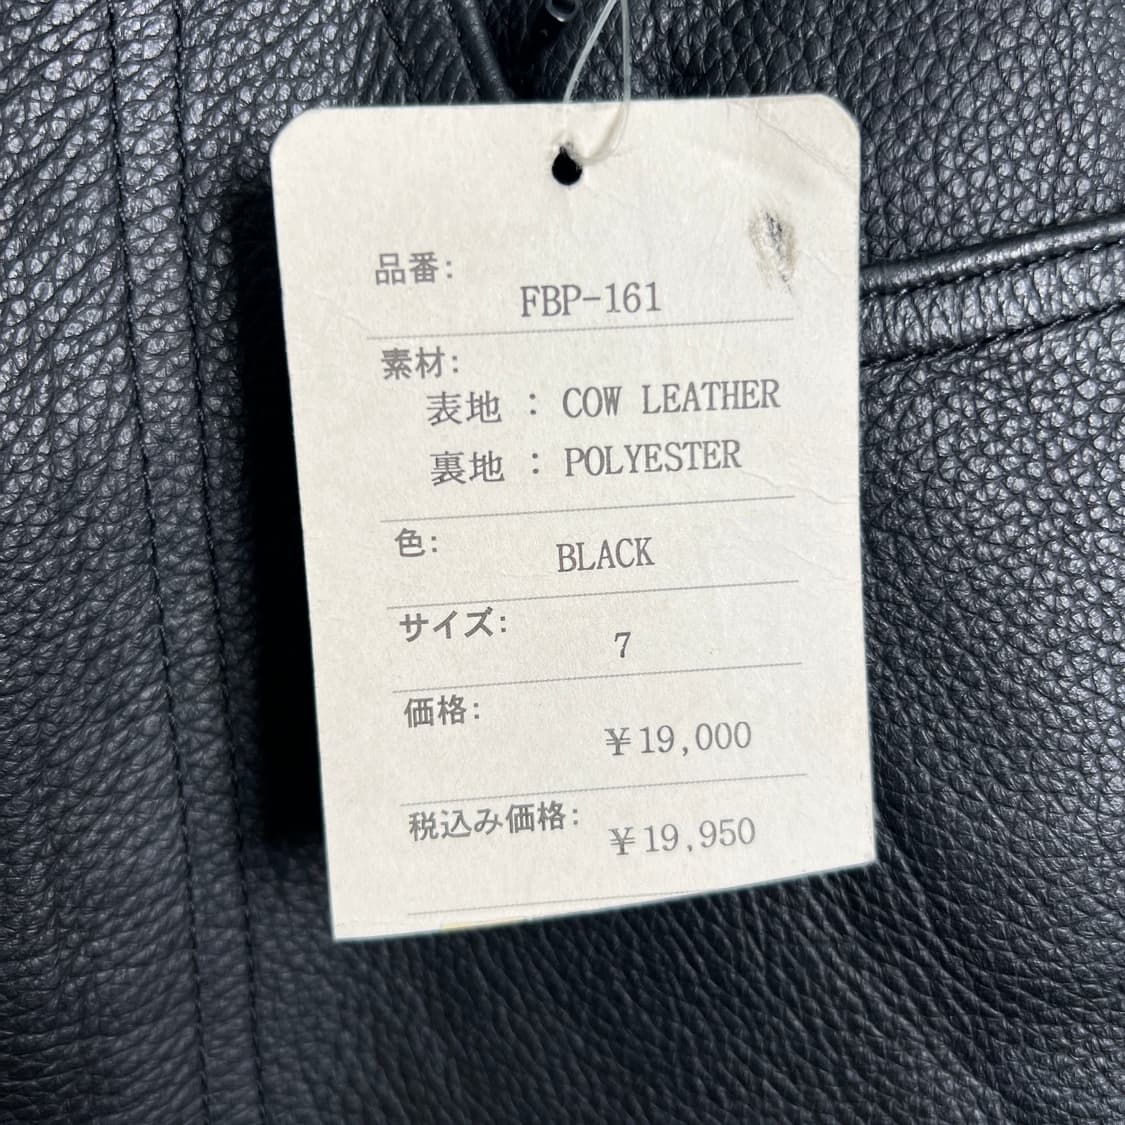 品番:
FBP-161
素材:
表地 : COW LEATHER
裏地 : POLYESTER
色:
BLACK
サイズ:
7
価格:
¥19,000
税込み価格:
¥19,950